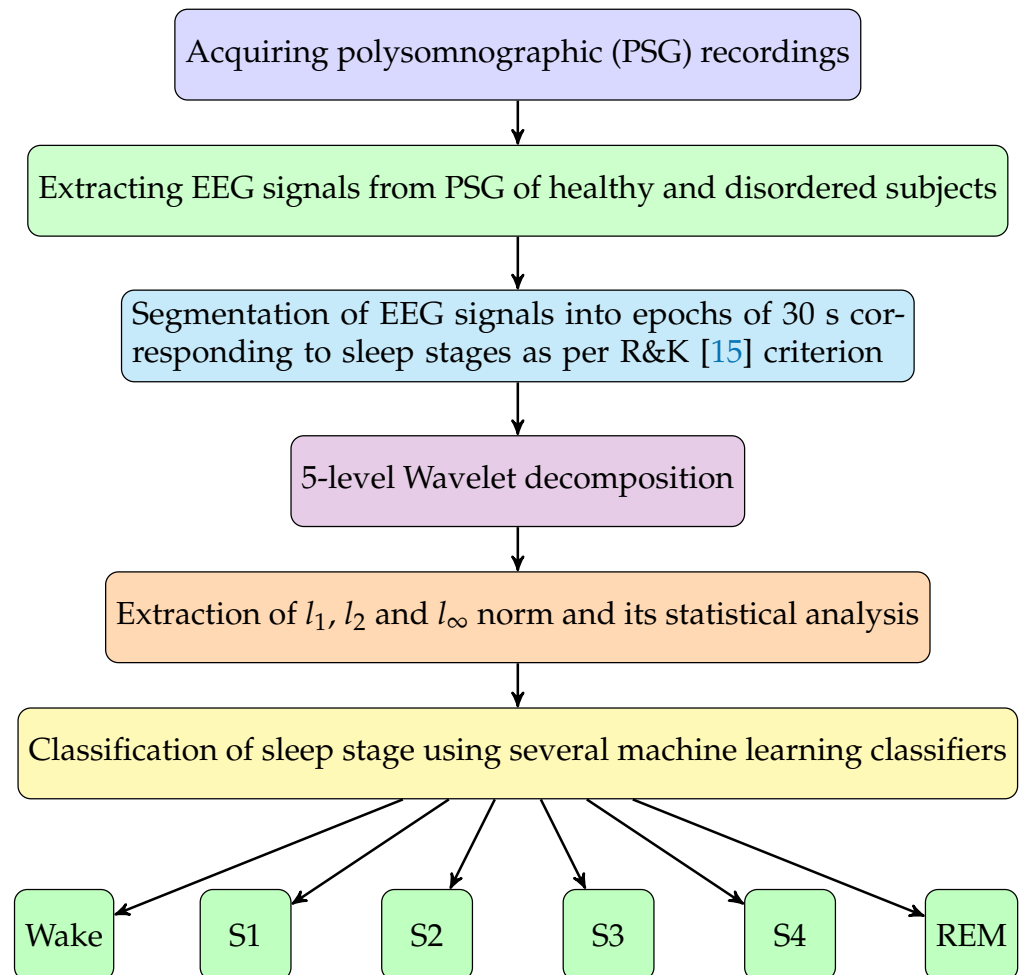 Acquiring polysomnographic (PSG) recordings
Extracting EEG signals from PSG of healthy and disordered subjects
Segmentation of EEG signals into epochs of 30 s cor-
responding to sleep stages as per R&K [15] criterion
5-level Wavelet decomposition
Extraction of l₁, l₂ and l∞ norm and its statistical analysis
Classification of sleep stage using several machine learning classifiers
Wake S1 S2 S3 S4 REM